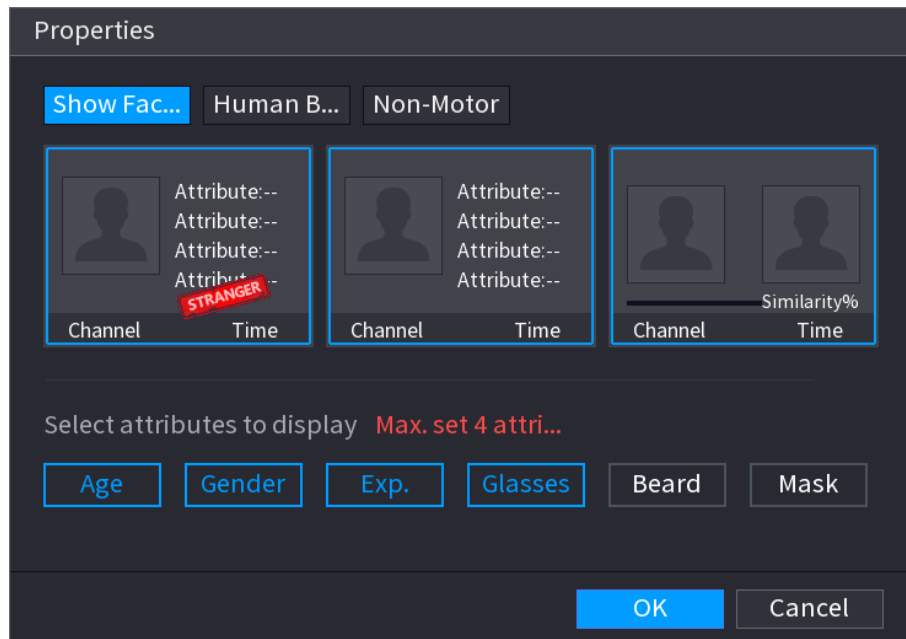 Properties
Show Fac... Human B... Non-Motor
Attribute:-- Attribute:--
Attribute:-- Attribute:--
Attribute:-- Attribute:--
Attribute:-- Attribute:--
STRANGER Similarity%
Channel Time Channel Time Channel Time
Select attributes to display Max. set 4 attri...
Age Gender Exp. Glasses Beard Mask
OK Cancel